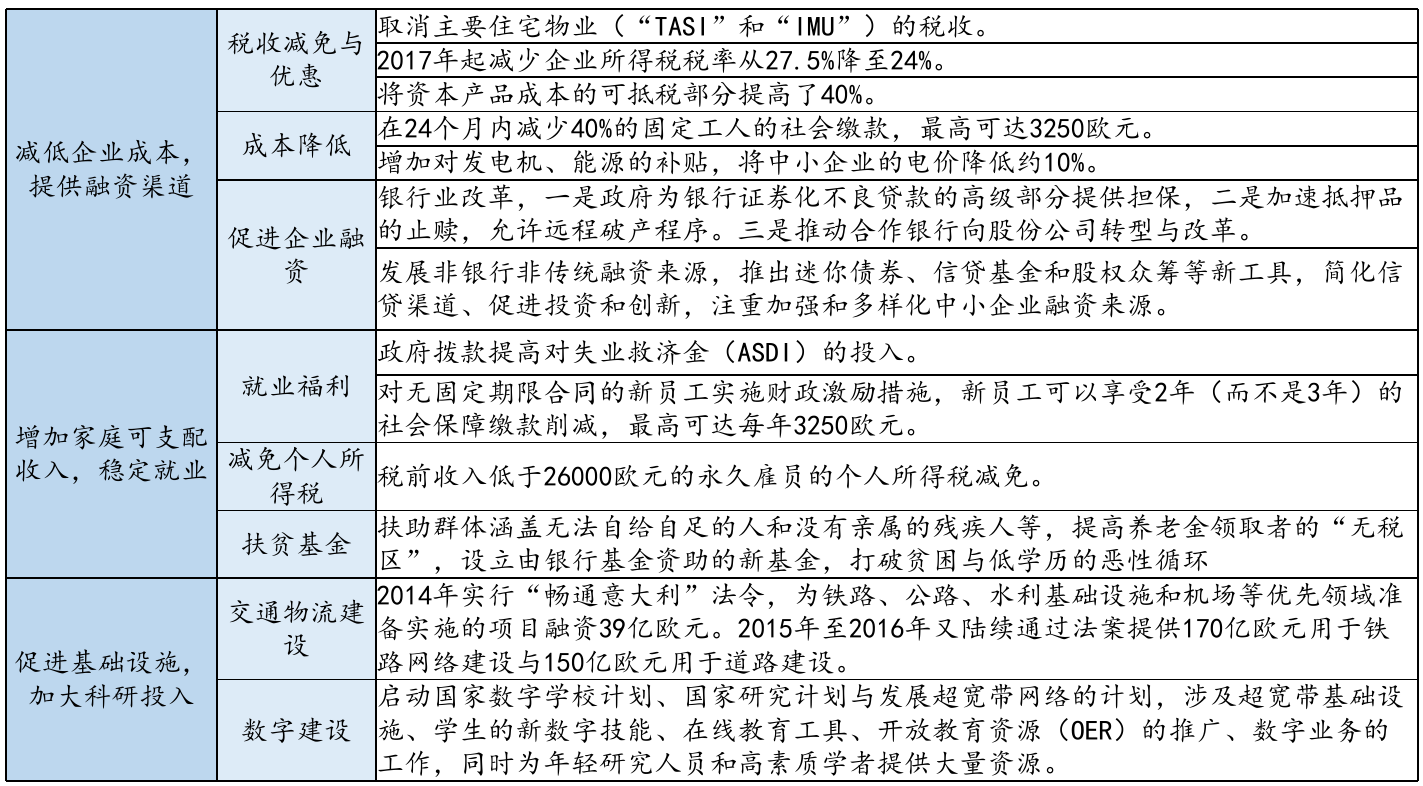 减低企业成本，
提供融资渠道
税收减免与
优惠
取消主要住宅物业（“TASI”和“IMU”）的税收。
2017年起减少企业所得税税率从27.5%降至24%。
将资本产品成本的可抵税部分提高了40%。
成本降低
在24个月内减少40%的固定工人的社会缴款，最高可达3250欧元。
增加对发电机、能源的补贴，将中小企业的电价降低约10%。
促进企业融
资
银行业改革，一是政府为银行证券化不良贷款的高级部分提供担保，二是加速抵押品
的止赎，允许远程破产程序。三是推动合作银行向股份公司转型与改革。
发展非银行非传统融资来源，推出迷你债券、信贷基金和股权众筹等新工具，简化信
贷渠道、促进投资和创新，注重加强和多样化中小企业融资来源。
增加家庭可支配
收入，稳定就业
就业福利
政府拨款提高对失业救济金（ASDI）的投入。
对无固定期限合同的新员工实施财政激励措施，新员工可以享受2年（而不是3年）的
社会保障缴款削减，最高可达每年3250欧元。
减免个人所
得税
税前收入低于26000欧元的永久雇员的个人所得税减免。
扶贫基金
扶助群体涵盖无法自给自足的人和没有亲属的残疾人等，提高养老金领取者的“无税
区”，设立由银行基金资助的新基金，打破贫困与低学历的恶性循环
促进基础设施，
加大科研投入
交通物流建
设
2014年实行“畅通意大利”法令，为铁路、公路、水利基础设施和机场等优先领域准
备实施的项目融资39亿欧元。2015年至2016年又陆续通过法案提供170亿欧元用于铁
路网络建设与150亿欧元用于道路建设。
数字建设
启动国家数字学校计划、国家研究计划与发展超宽带网络的计划，涉及超宽带基础设
施、学生的新数字技能、在线教育工具、开放教育资源（OER）的推广、数字业务的
工作，同时为年轻研究人员和高素质学者提供大量资源。